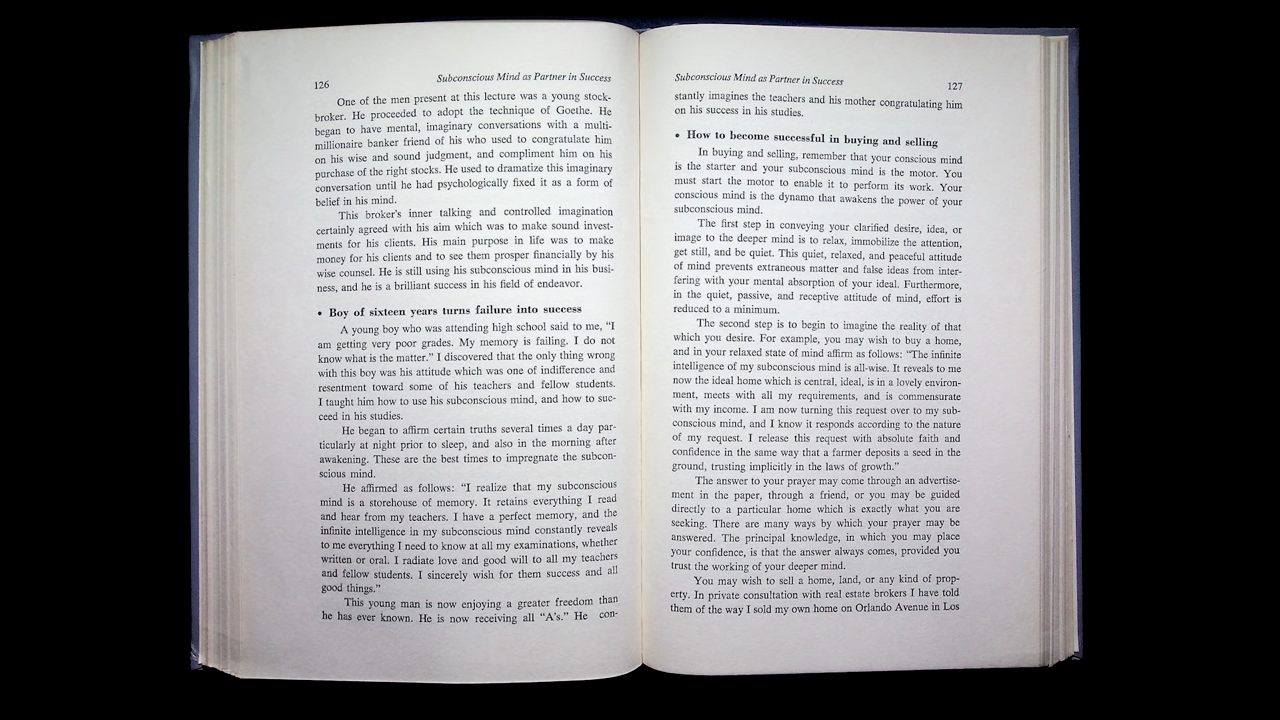 126
Subconscious Mind as Partner in Success
One of the men present at this lecture was a young stock-
broker. He proceeded to adopt the technique of Goethe. He
began to have mental, imaginary conversations with a multi-
millionaire banker friend of his who used to congratulate him
on his wise and sound judgment, and compliment him on his
purchase of the right stocks. He used to dramatize this imaginary
conversation until he had psychologically fixed it as a form of
belief in his mind.
This broker's inner talking and controlled imagination
certainly agreed with his aim which was to make sound invest-
ments for his clients. His main purpose in life was to make
money for his clients and to see them prosper financially by his
wise counsel. He is still using his subconscious mind in his busi-
ness, and he is a brilliant success in his field of endeavor.
• Boy of sixteen years turns failure into success
A young boy who was attending high school said to me, "I
am getting very poor grades. My memory is failing. I do not
know what is the matter." I discovered that the only thing wrong
with this boy was his attitude which was one of indifference and
resentment toward some of his teachers and fellow students.
I taught him how to use his subconscious mind, and how to suc-
ceed in his studies.
He began to affirm certain truths several times a day par-
ticularly at night prior to sleep, and also in the morning after
awakening. These are the best times to impregnate the subcon-
scious mind.
He affirmed as follows: "I realize that my subconscious
mind is a storehouse of memory. It retains everything I read
and hear from my teachers. I have a perfect memory, and the
infinite intelligence in my subconscious mind constantly reveals
to me everything I need to know at all my examinations, whether
written or oral. I radiate love and good will to all my teachers
and fellow students. I sincerely wish for them success and all
good things."
This young man is now enjoying a greater freedom than
he has ever known. He is now receiving all "A's." He con-
Subconscious Mind as Partner in Success
127
stantly imagines the teachers and his mother congratulating him
on his success in his studies.
• How to become successful in buying and selling
In buying and selling, remember that your conscious mind
is the starter and your subconscious mind is the motor. You
must start the motor to enable it to perform its work. Your
conscious mind is the dynamo that awakens the power of your
subconscious mind.
The first step in conveying your clarified desire, idea, or
image to the deeper mind is to relax, immobilize the attention,
get still, and be quiet. This quiet, relaxed, and peaceful attitude
of mind prevents extraneous matter and false ideas from inter-
fering with your mental absorption of your ideal. Furthermore,
in the quiet, passive, and receptive attitude of mind, effort is
reduced to a minimum.
The second step is to begin to imagine the reality of that
which you desire. For example, you may wish to buy a home,
and in your relaxed state of mind affirm as follows: "The infinite
intelligence of my subconscious mind is all-wise. It reveals to me
now the ideal home which is central, ideal, is in a lovely environ-
ment, meets with all my requirements, and is commensurate
with my income. I am now turning this request over to my sub-
conscious mind, and I know it responds according to the nature
of my request. I release this request with absolute faith and
confidence in the same way that a farmer deposits a seed in the
ground, trusting implicitly in the laws of growth."
The answer to your prayer may come through an advertise-
ment in the paper, through a friend, or you may be guided
directly to a particular home which is exactly what you are
seeking. There are many ways by which your prayer may be
answered. The principal knowledge, in which you may place
your confidence, is that the answer always comes, provided you
trust the working of your deeper mind.
You may wish to sell a home, land, or any kind of prop-
erty. In private consultation with real estate brokers I have told
them of the way I sold my own home on Orlando Avenue in Los